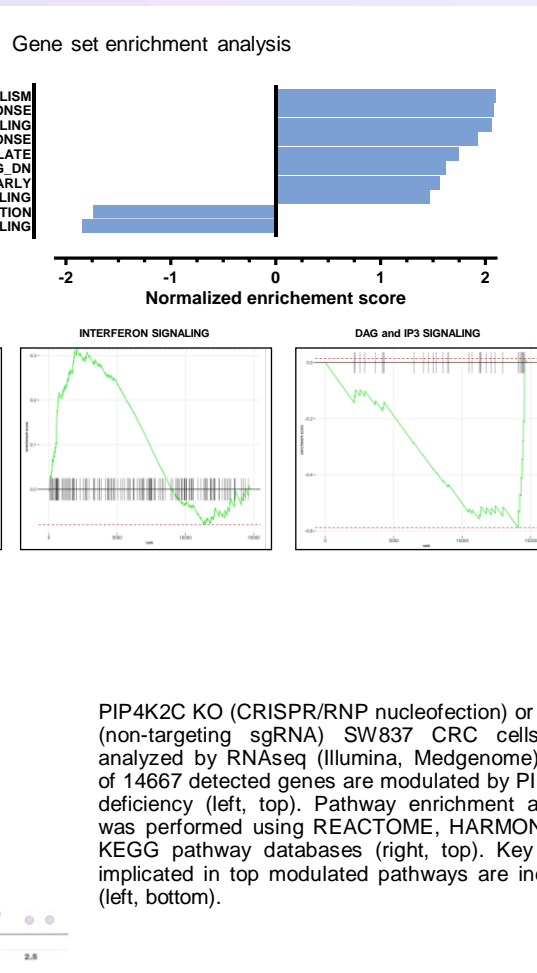 Gene set enrichment analysis
LISM
ONSE
LING
ONSE
LATE
G_DN
ARLY
LING
TION
LING
-2 -1 0 1 2
Normalized enrichement score
INTERFERON SIGNALING
DAG and IP3 SIGNALING
PIP4K2C KO (CRISPR/RNP nucleofection) or
(non-targeting sgRNA) SW837 CRC cells
analyzed by RNAseq (Illumina, Medgenome)
of 14667 detected genes are modulated by PI
deficiency (left, top). Pathway enrichment a
was performed using REACTOME, HARMON
KEGG pathway databases (right, top). Key
implicated in top modulated pathways are in
(left, bottom).
2.5